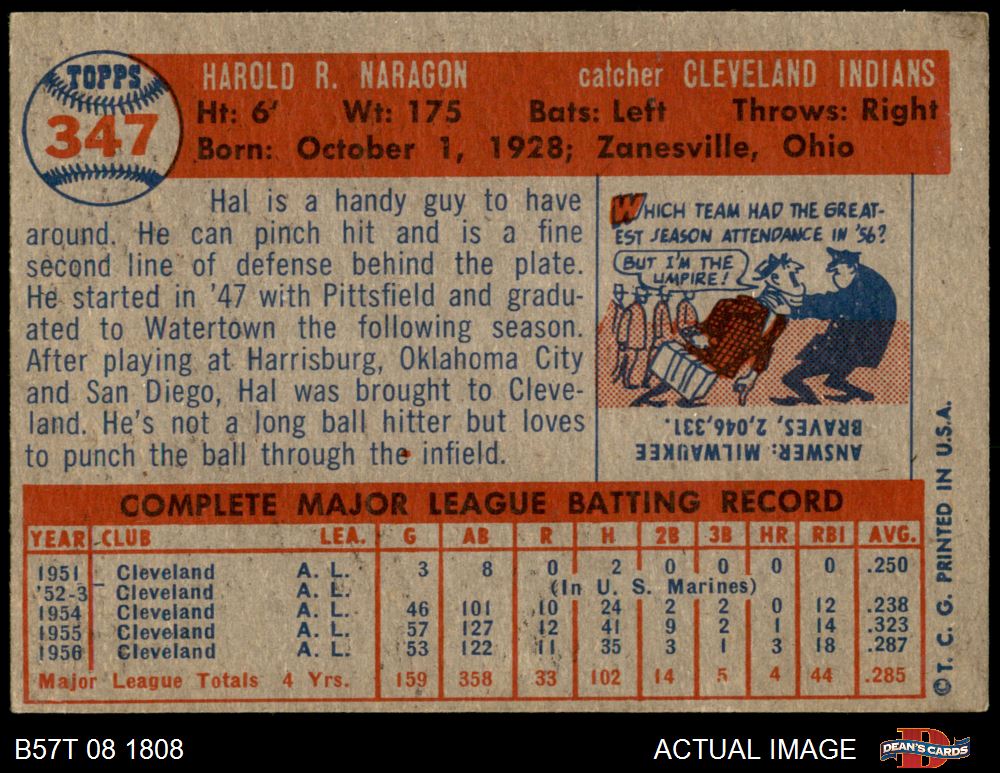 TOPPS
347
HAROLD R. NARAGON catcher CLEVELAND INDIANS
Ht: 6' Wt: 175 Bats: Left Throws: Right
Born: October 1, 1928; Zanesville, Ohio
Hal is a handy guy to have
around. He can pinch hit and is a fine
second line of defense behind the plate.
He started in '47 with Pittsfield and gradu-
ated to Watertown the following season.
After playing at Harrisburg, Oklahoma City
and San Diego, Hal was brought to Cleve-
land. He's not a long ball hitter but loves
to punch the ball through the infield.
WHICH TEAM HAD THE GREAT-
EST SEASON ATTENDANCE IN '56?
BUT I'M THE
UMPIRE!
ANSWER: MILWAUKEE
BRAVES, 2,046,331.
COMPLETE MAJOR LEAGUE BATTING RECORD
YEAR CLUB LEA. G AB R H 2B 3B HR RBI AVG.
1951 Cleveland A. L. 3 8 0 2 0 0 0 0 .250
'52-3 Cleveland A. L. (In U. S. Marines)
1954 Cleveland A. L. 46 101 10 24 2 2 0 12 .238
1955 Cleveland A. L. 57 127 12 41 9 2 1 14 .323
1956 Cleveland A. L. 53 122 11 35 3 1 3 18 .287
Major League Totals 4 Yrs. 159 358 33 102 14 5 4 44 .285
© T. C. G. PRINTED IN U.S.A.
B57T 08 1808 ACTUAL IMAGE DEAN'S CARDS